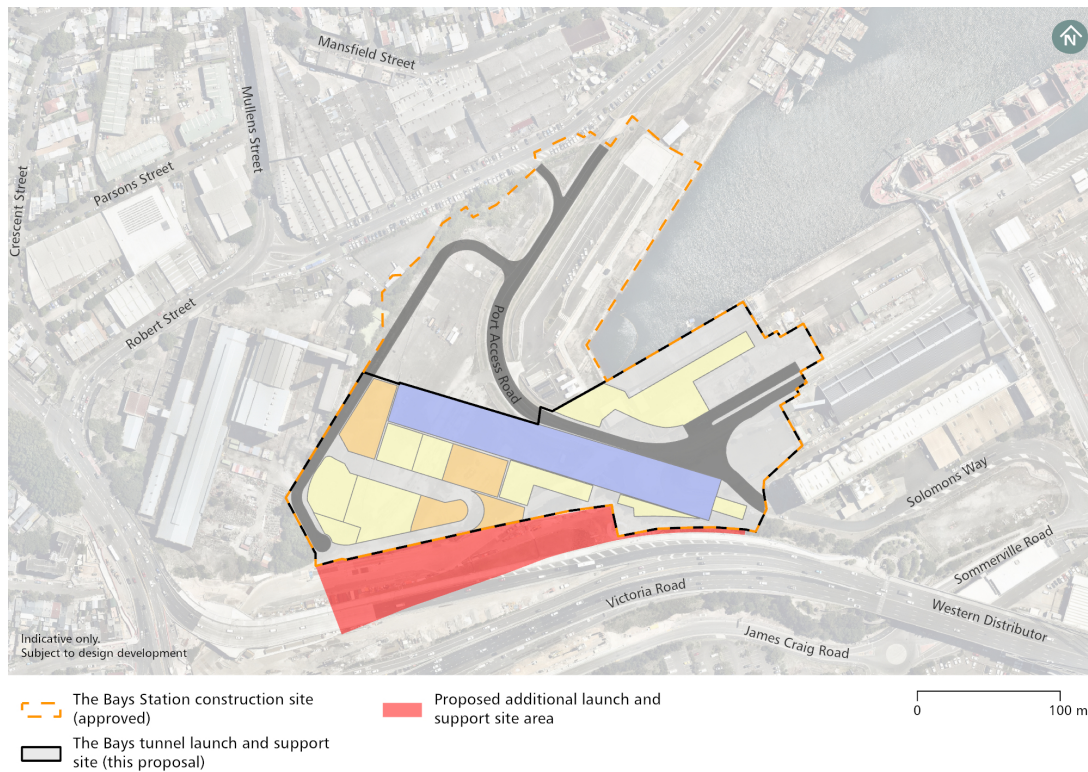 N
Mansfield Street
Mullens Street
Parsons Street
Crescent Street
Robert Street
Port Access Road
Solomons Way
Sommerville Road
Victoria Road
Western Distributor
James Craig Road
Indicative only.
Subject to design development
The Bays Station construction site
(approved)
The Bays tunnel launch and support
site (this proposal)
Proposed additional launch and
support site area
0
100 m